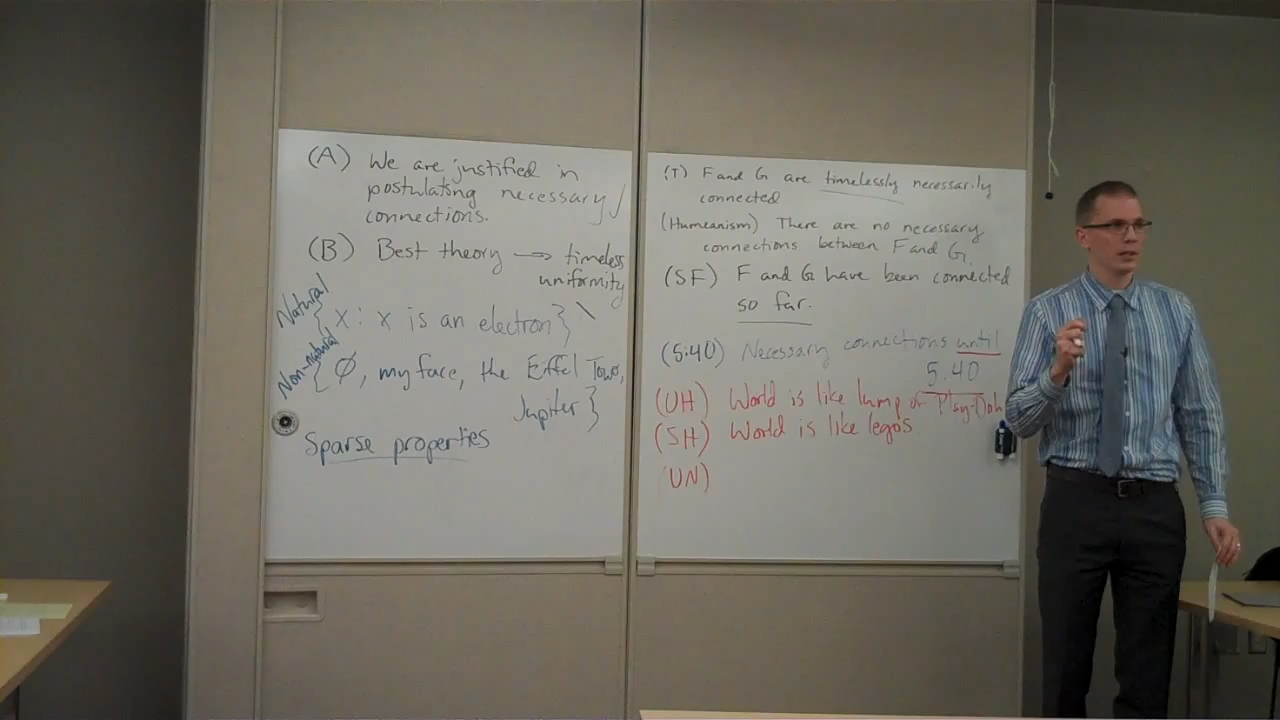 (A) We are justified in
postulating necessary
connections.
(B) Best theory → timeless
uniformity
Natural
{x: x is an electron}
Non-natural
{Ø, my face, the Eiffel Tower,
Jupiter}
Sparse properties
(T) F and G are timelessly necessarily
connected
(Humeanism) There are no necessary
connections between F and G.
(SF) F and G have been connected
so far.
(5:40) Necessary connections until
5.40
(UH) World is like lump of Play-Doh
(SH) World is like legos
(UN)